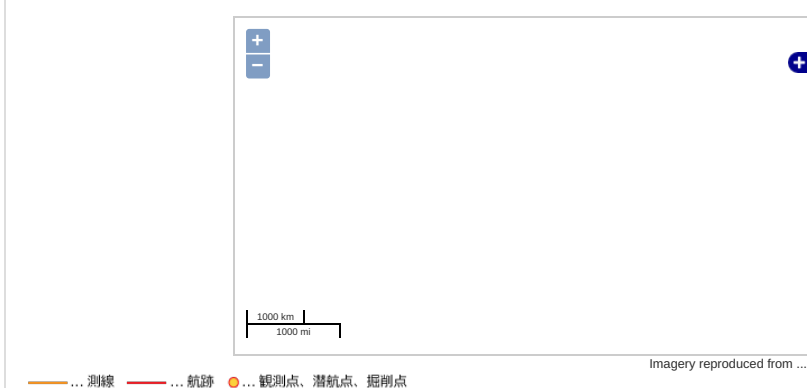 +
−
+
1000 km
1000 mi
Imagery reproduced from ...
... 測線 ... 航跡 ... 観測点、潜航点、掘削点